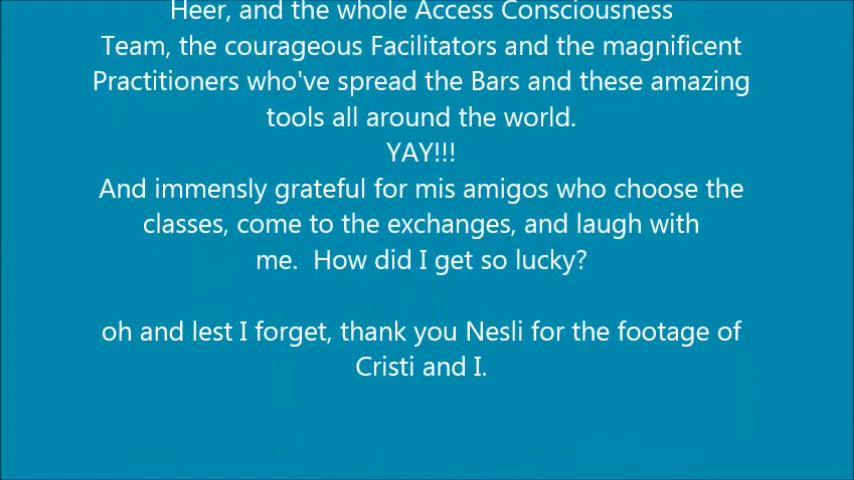 Heer, and the whole Access Consciousness
Team, the courageous Facilitators and the magnificent
Practitioners who've spread the Bars and these amazing
tools all around the world.
YAY!!!
And immensly grateful for mis amigos who choose the
classes, come to the exchanges, and laugh with
me.  How did I get so lucky?
oh and lest I forget, thank you Nesli for the footage of
Cristi and I.